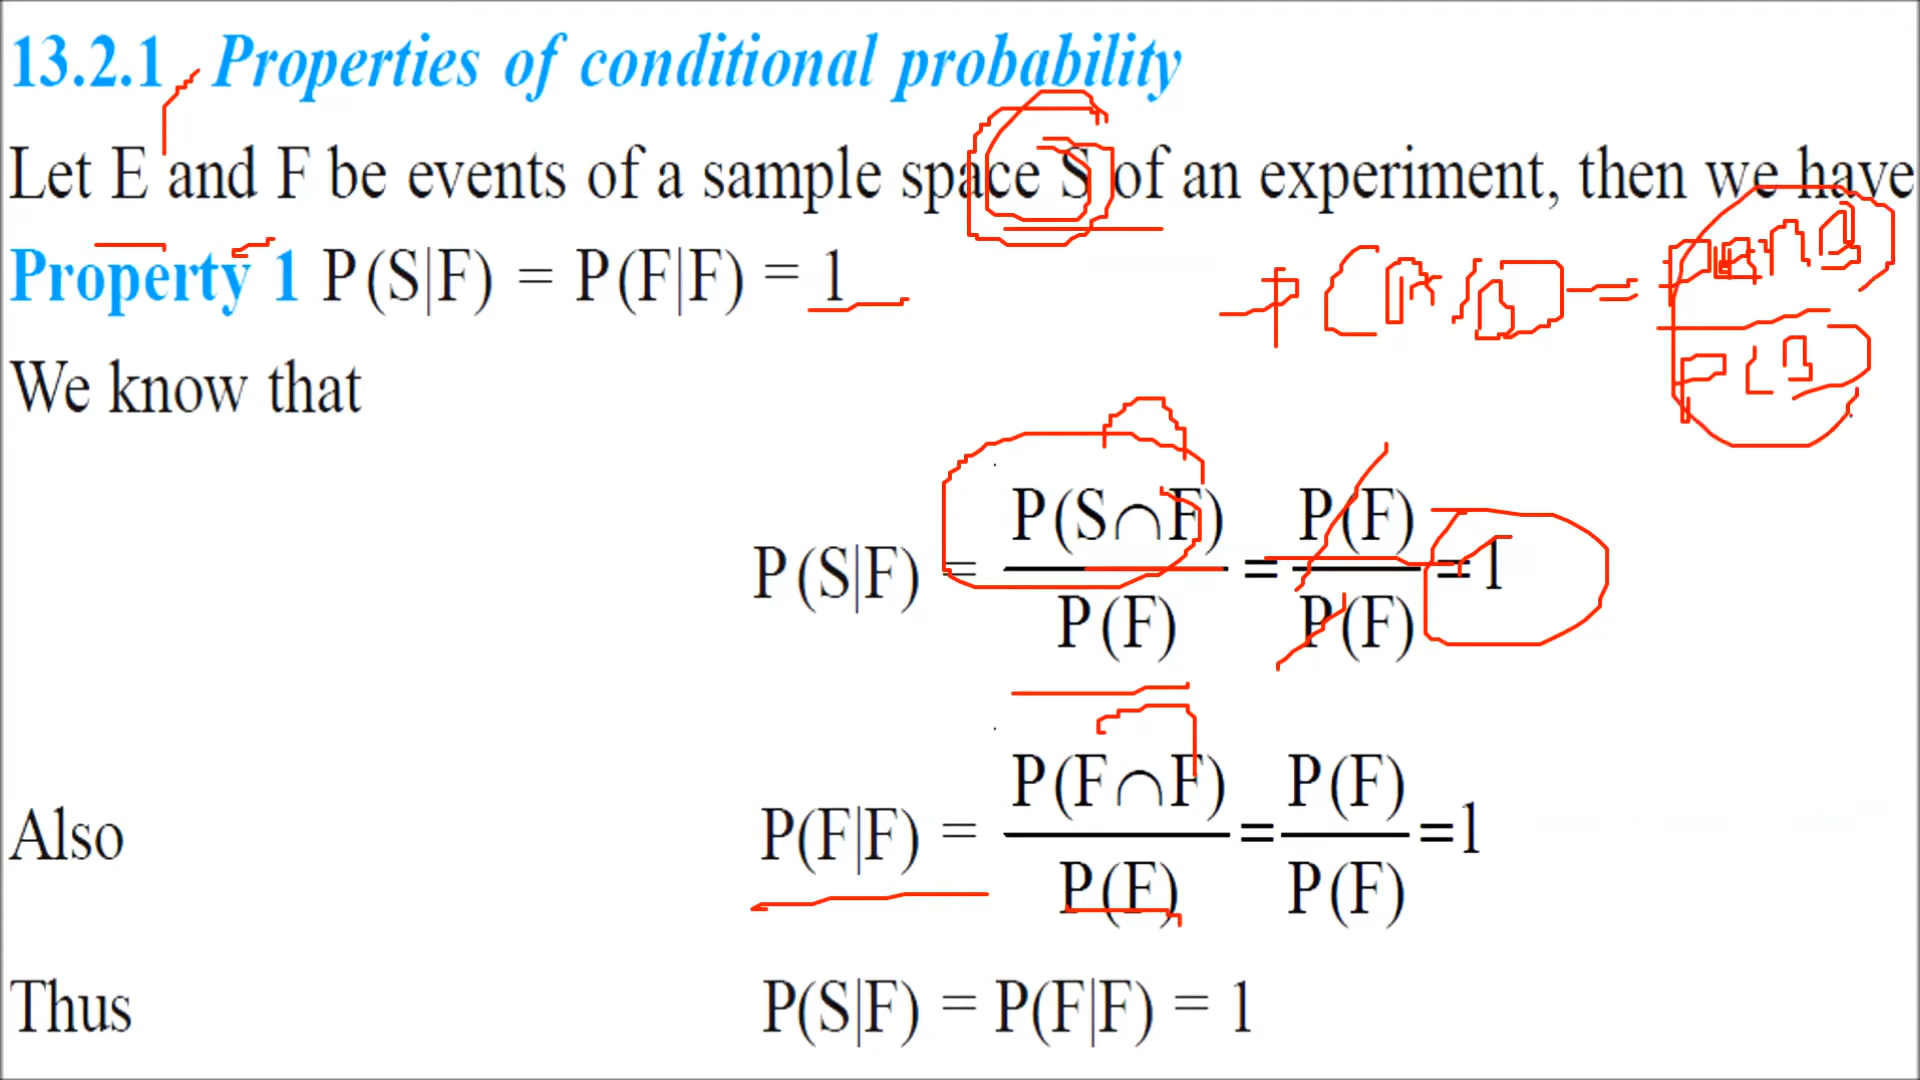 13.2.1 Properties of conditional probability
Let E and F be events of a sample space S of an experiment, then we have
Property 1 P(S|F) = P(F|F) = 1
We know that
P(S|F) = P(S∩F) / P(F) = P(F) / P(F) = 1
Also P(F|F) = P(F∩F) / P(F) = P(F) / P(F) = 1
Thus P(S|F) = P(F|F) = 1